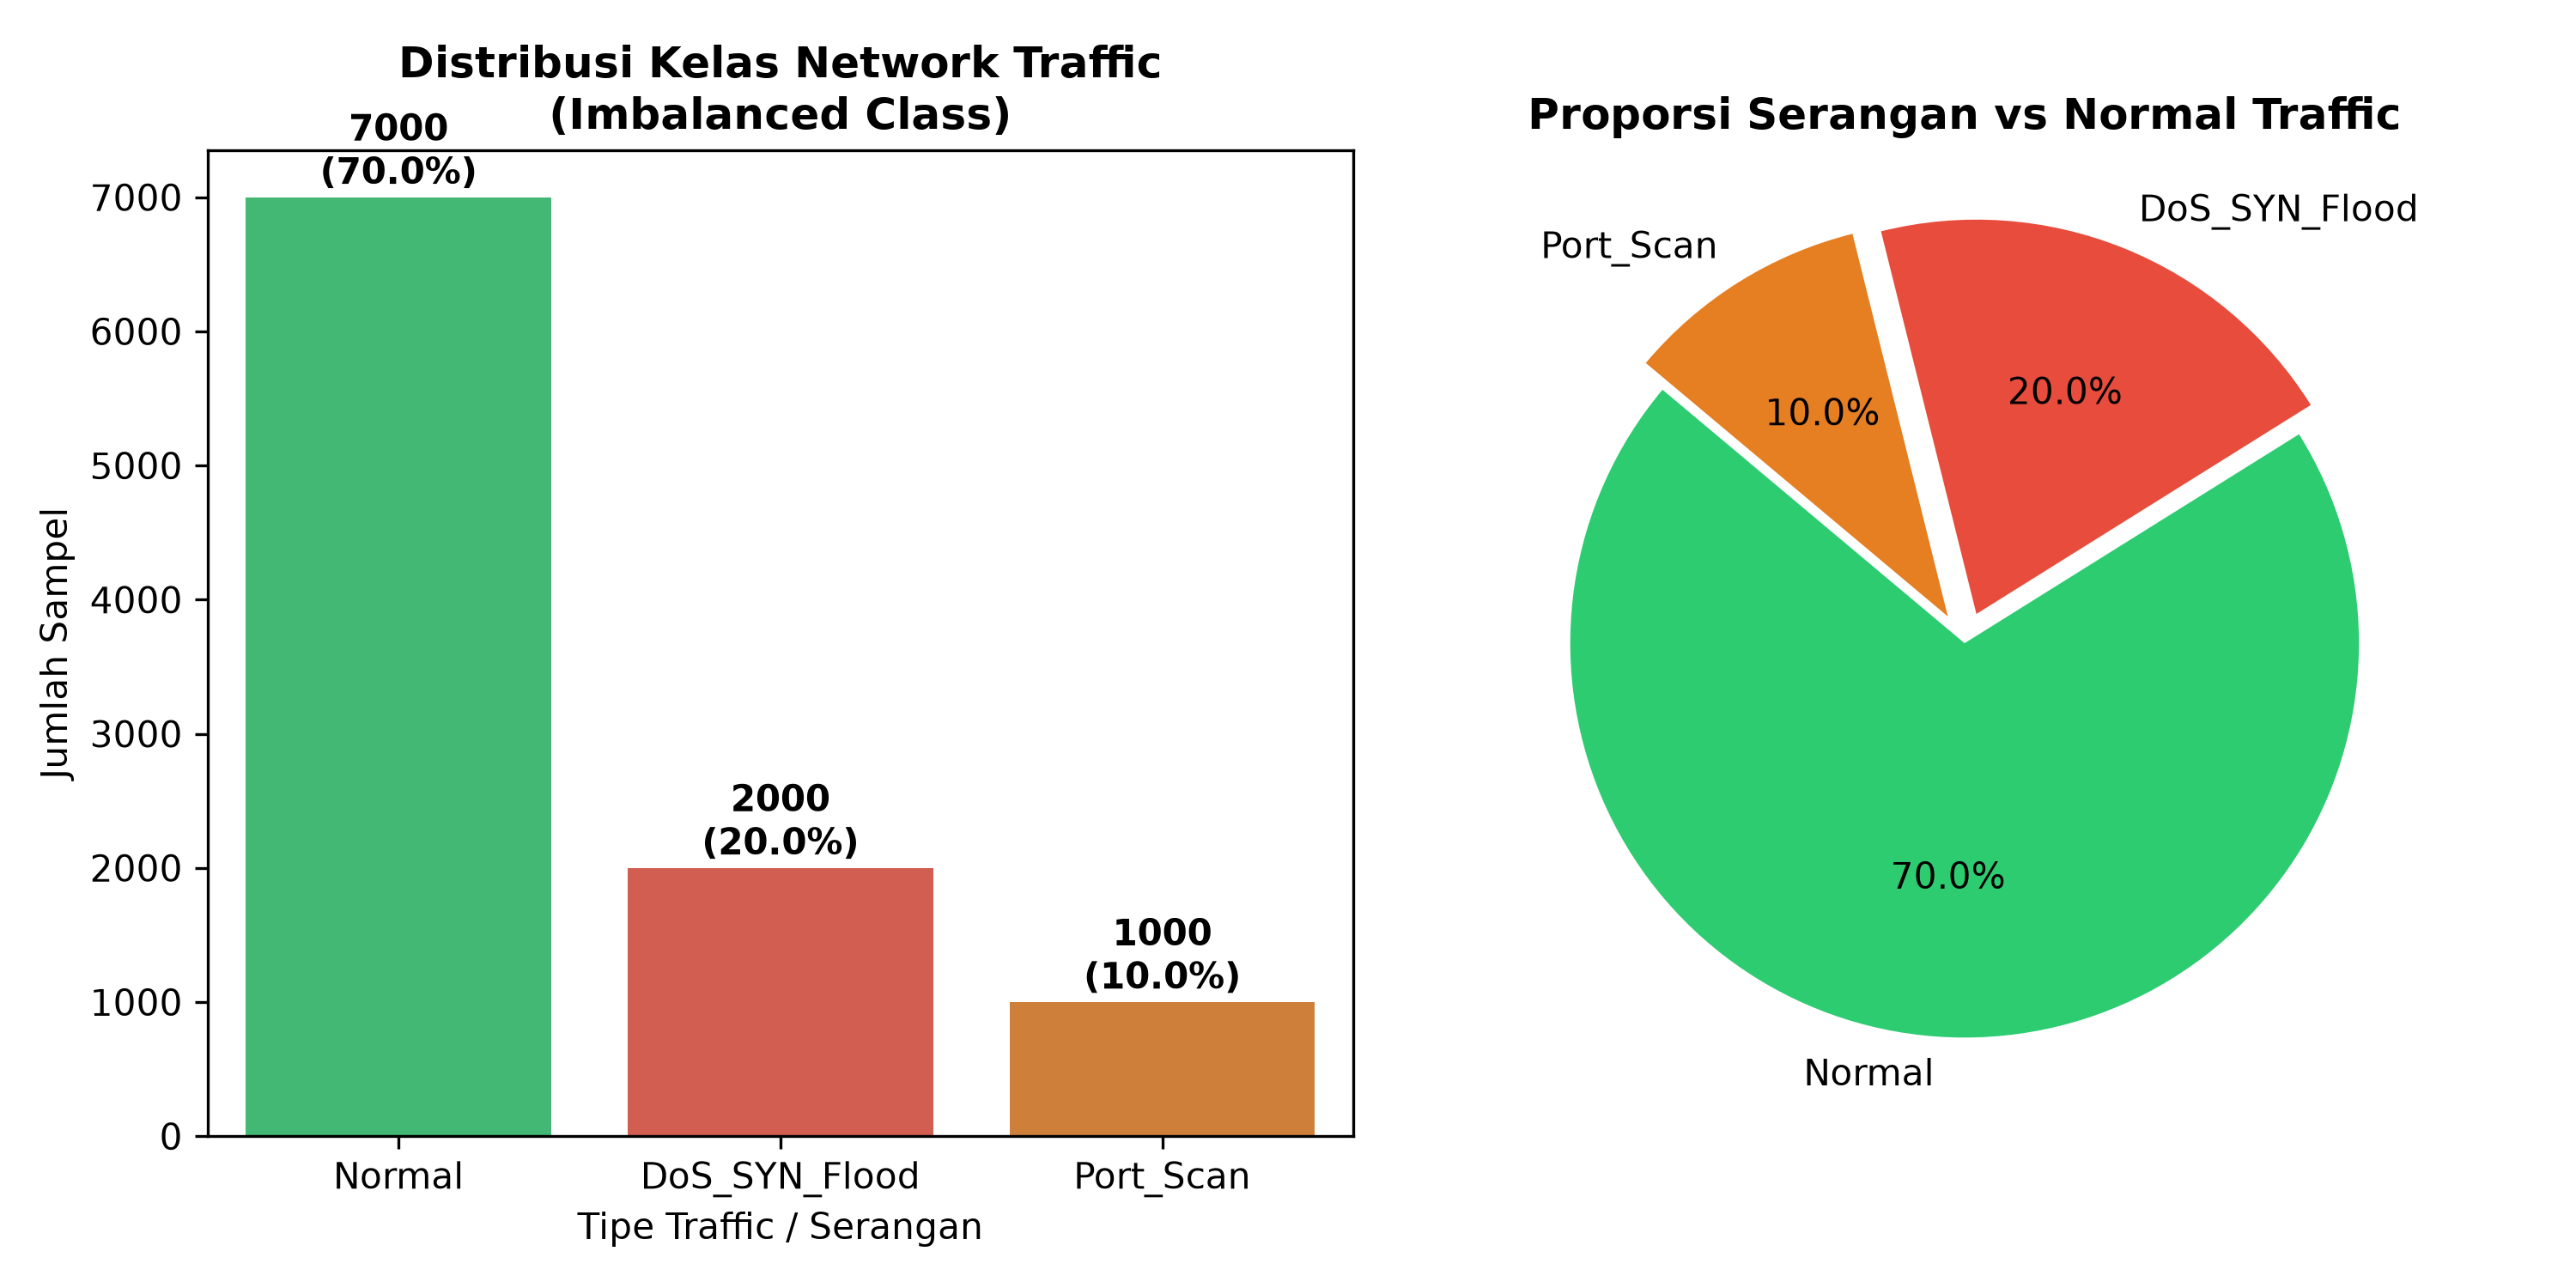 Distribusi Kelas Network Traffic
(Imbalanced Class)
7000
(70.0%)
7000
6000
5000
4000
3000
2000
1000
0
Jumlah Sampel
2000
(20.0%)
1000
(10.0%)
Normal
DoS_SYN_Flood
Port_Scan
Tipe Traffic / Serangan
Proporsi Serangan vs Normal Traffic
DoS_SYN_Flood
Port_Scan
20.0%
10.0%
70.0%
Normal